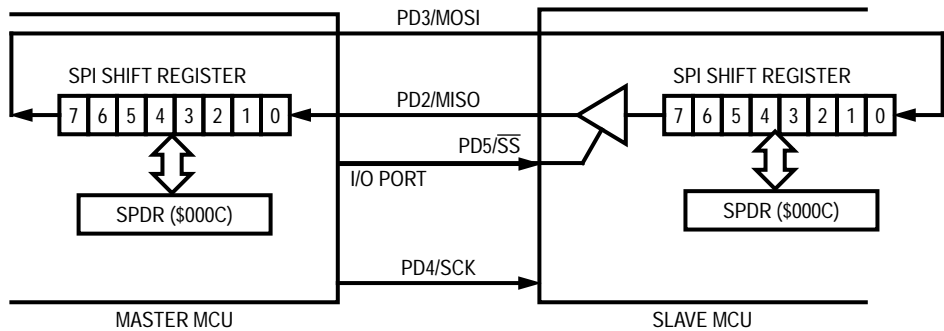 PD3/MOSI
SPI SHIFT REGISTER
SPI SHIFT REGISTER
7 6 5 4 3 2 1 0
PD2/MISO
7 6 5 4 3 2 1 0
PD5/S̅S̅
I/O PORT
SPDR ($000C)
SPDR ($000C)
PD4/SCK
MASTER MCU
SLAVE MCU